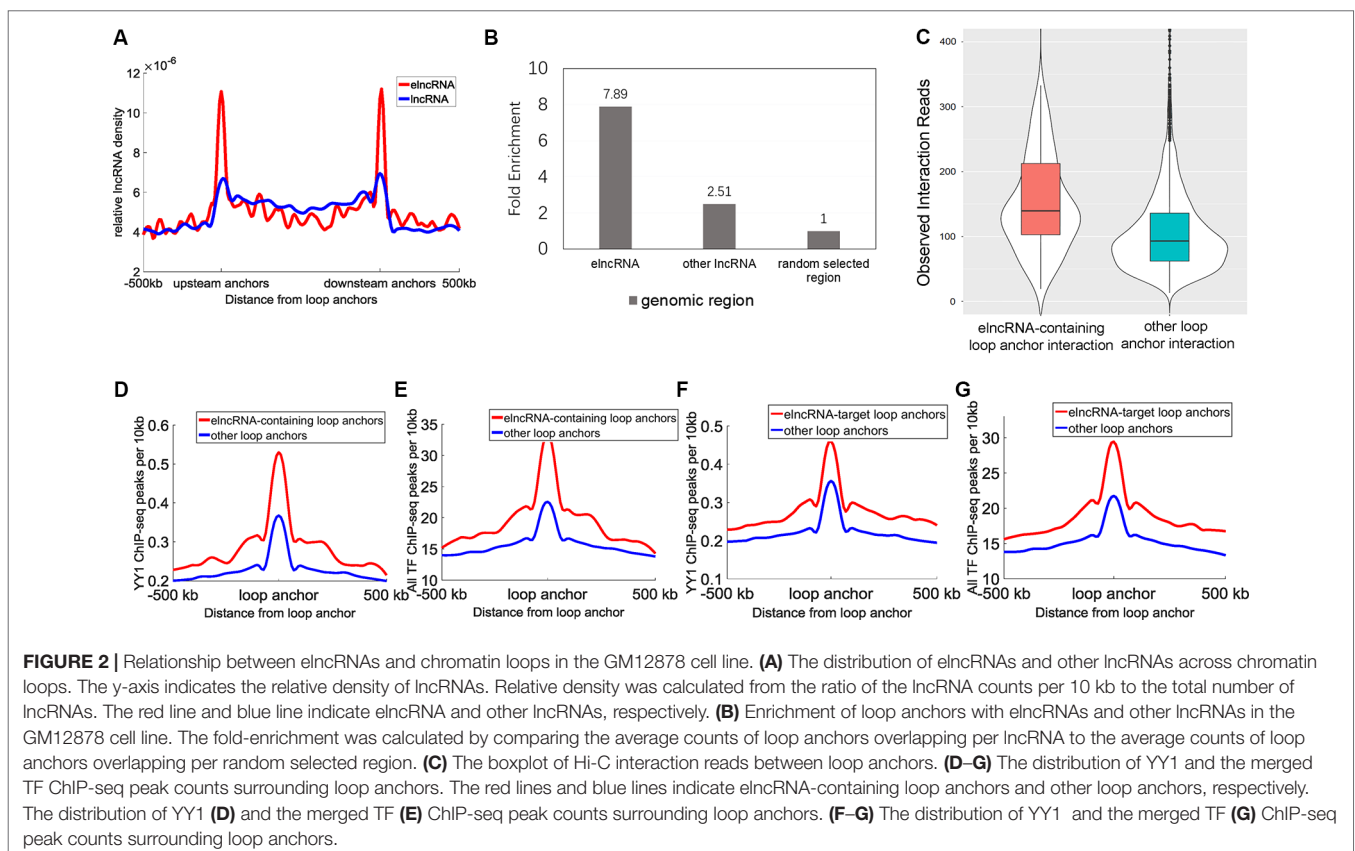 A
×10-6
12
10
8
6
4
2
relative lncRNA density
elncRNA
lncRNA
-500kb upsteam anchors downsteam anchors 500kb
Distance from loop anchors
B
10
8
6
4
2
0
Fold Enrichment
7.89
2.51
1
elncRNA other lncRNA random selected
region
genomic region
C
400
300
200
100
0
Observed Interaction Reads
elncRNA-containing
loop anchor interaction
other loop
anchor interaction
D
elncRNA-containing loop anchors
other loop anchors
0.6
0.5
0.4
0.3
0.2
YY1 ChIP-seq peaks per 10kb
-500 kb loop anchor 500 kb
Distance from loop anchor
E
elncRNA-containing loop anchors
other loop anchors
35
30
25
20
15
10
All TF ChIP-seq peaks per 10kb
-500 kb loop anchor 500 kb
Distance from loop anchor
F
elncRNA-target loop anchors
other loop anchors
0.5
0.4
0.3
0.2
0.1
YY1 ChIP-seq peaks per 10kb
-500 kb loop anchor 500 kb
Distance from loop anchor
G
elncRNA-target loop anchors
other loop anchors
30
25
20
15
10
All TF ChIP-seq peaks per 10kb
-500 kb loop anchor 500 kb
Distance from loop anchor
FIGURE 2 | Relationship between elncRNAs and chromatin loops in the GM12878 cell line. (A) The distribution of elncRNAs and other lncRNAs across chromatin
loops. The y-axis indicates the relative density of lncRNAs. Relative density was calculated from the ratio of the lncRNA counts per 10 kb to the total number of
lncRNAs. The red line and blue line indicate elncRNA and other lncRNAs, respectively. (B) Enrichment of loop anchors with elncRNAs and other lncRNAs in the
GM12878 cell line. The fold-enrichment was calculated by comparing the average counts of loop anchors overlapping per lncRNA to the average counts of loop
anchors overlapping per random selected region. (C) The boxplot of Hi-C interaction reads between loop anchors. (D–G) The distribution of YY1 and the merged
TF ChIP-seq peak counts surrounding loop anchors. The red lines and blue lines indicate elncRNA-containing loop anchors and other loop anchors, respectively.
The distribution of YY1 (D) and the merged TF (E) ChIP-seq peak counts surrounding loop anchors. (F–G) The distribution of YY1 and the merged TF (G) ChIP-seq
peak counts surrounding loop anchors.